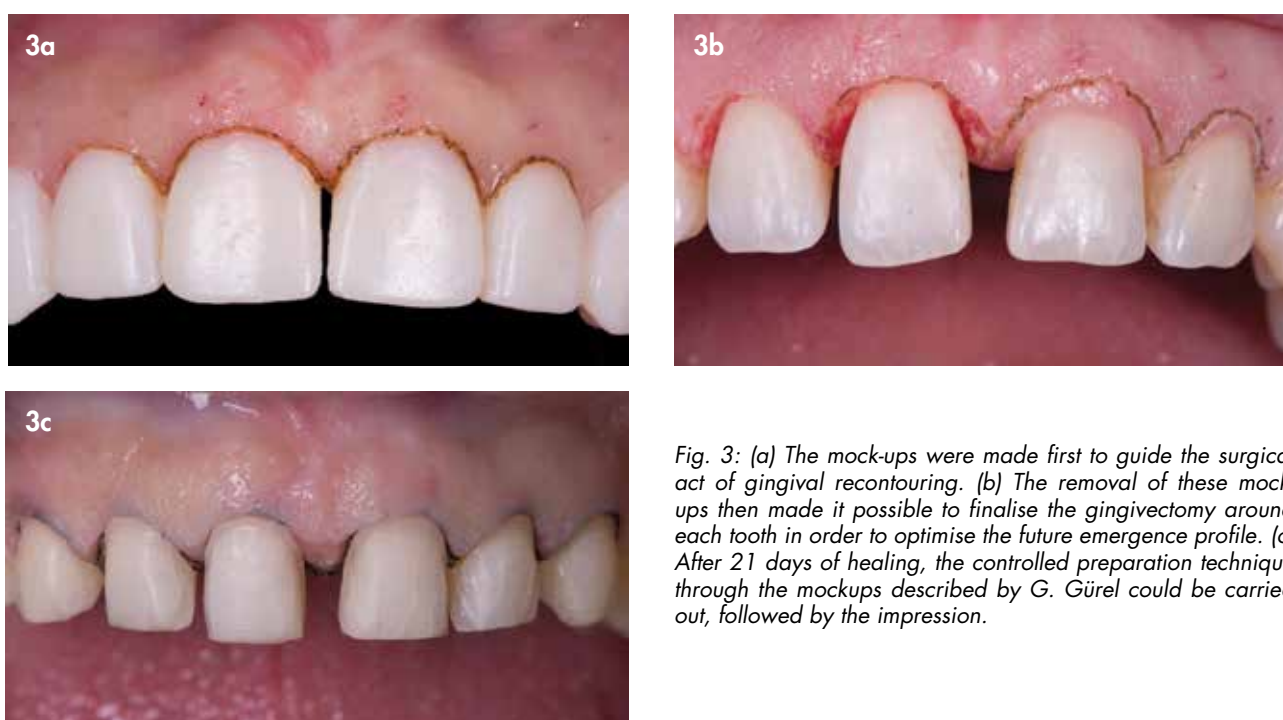 3a
3b
3c
Fig. 3: (a) The mock-ups were made first to guide the surgica
act of gingival recontouring. (b) The removal of these mock
ups then made it possible to finalise the gingivectomy around
each tooth in order to optimise the future emergence profile. (c
After 21 days of healing, the controlled preparation techniqu
through the mockups described by G. Gürel could be carrie
out, followed by the impression.